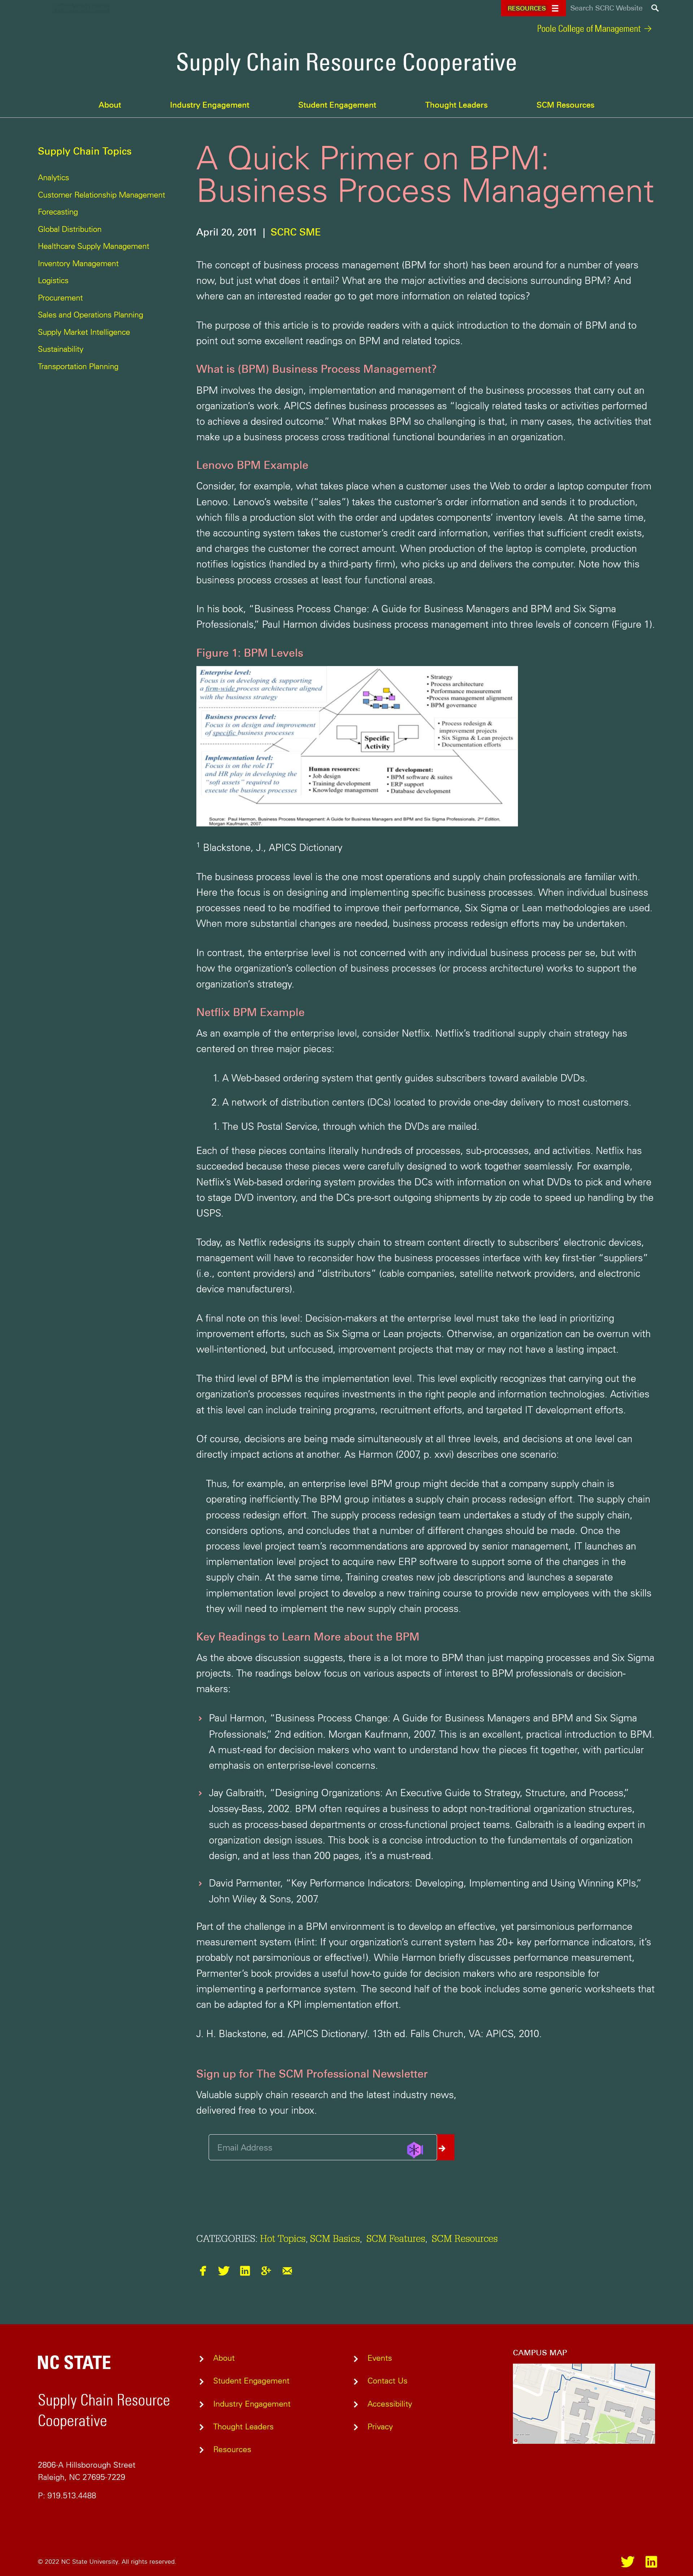 RESOURCES
Search SCRC Website
Poole College of Management
Supply Chain Resource Cooperative
About
Industry Engagement
Student Engagement
Thought Leaders
SCM Resources
Supply Chain Topics
Analytics
Customer Relationship Management
Forecasting
Global Distribution
Healthcare Supply Management
Inventory Management
Logistics
Procurement
Sales and Operations Planning
Supply Market Intelligence
Sustainability
Transportation Planning
A Quick Primer on BPM:
Business Process Management
April 20, 2011 | SCRC SME
The concept of business process management (BPM for short) has been around for a number of years
now, but just what does it entail? What are the major activities and decisions surrounding BPM? And
where can an interested reader go to get more information on related topics?
The purpose of this article is to provide readers with a quick introduction to the domain of BPM and to
point out some excellent readings on BPM and related topics.
What is (BPM) Business Process Management?
BPM involves the design, implementation and management of the business processes that carry out an
organization's work. APICS defines business processes as "logically related tasks or activities performed
to achieve a desired outcome." What makes BPM so challenging is that, in many cases, the activities that
make up a business process cross traditional functional boundaries in an organization.
Lenovo BPM Example
Consider, for example, what takes place when a customer uses the Web to order a laptop computer from
Lenovo. Lenovo's website ("sales") takes the customer's order information and sends it to production,
which fills a production slot with the order and updates components' inventory levels. At the same time,
the accounting system takes the customer's credit card information, verifies that sufficient credit exists,
and charges the customer the correct amount. When production of the laptop is complete, production
notifies logistics (handled by a third-party firm), who picks up and delivers the computer. Note how this
business process crosses at least four functional areas.
In his book, "Business Process Change: A Guide for Business Managers and BPM and Six Sigma
Professionals," Paul Harmon divides business process management into three levels of concern (Figure 1).
Figure 1: BPM Levels
Enterprise level:
Focus is on developing & supporting
a firm-wide process architecture
aligned with the business strategy
• Strategy
• Process architecture
• Performance measurement
• Process management alignment
• BPM governance
Business process level:
Focus is on design and
improvement of
specific business processes
Specific
Activity
• Process redesign &
improvement
• Six Sigma & Lean projects
• Documentation efforts
Implementation level:
Focus is on the role IT
and HR play in developing the
"soft assets" required to
execute the business strategy
Human resources:
• Job design
• Training development
• Knowledge management
IT development:
• BPM software & suites
• ERP support
• Database development
Source: Paul Harmon, Business Process Management: A Guide for Business Managers and BPM and Six Sigma Professionals, 2nd Edition,
Morgan Kaufmann, 2007.
1 Blackstone, J., APICS Dictionary
The business process level is the one most operations and supply chain professionals are familiar with.
Here the focus is on designing and implementing specific business processes. When individual business
processes need to be modified to improve their performance, Six Sigma or Lean methodologies are used.
When more substantial changes are needed, business process redesign efforts may be undertaken.
In contrast, the enterprise level is not concerned with any individual business process per se, but with
how the organization's collection of business processes (or process architecture) works to support the
organization's strategy.
Netflix BPM Example
As an example of the enterprise level, consider Netflix. Netflix's traditional supply chain strategy has
centered on three major pieces:
1. A Web-based ordering system that gently guides subscribers toward available DVDs.
2. A network of distribution centers (DCs) located to provide one-day delivery to most customers.
1. The US Postal Service, through which the DVDs are mailed.
Each of these pieces contains literally hundreds of processes, sub-processes, and activities. Netflix has
succeeded because these pieces were carefully designed to work together seamlessly. For example,
Netflix's Web-based ordering system provides the DCs with information on what DVDs to pick and where
to stage DVD inventory, and the DCs pre-sort outgoing shipments by zip code to speed up handling by the
USPS.
Today, as Netflix redesigns its supply chain to stream content directly to subscribers' electronic devices,
management will have to reconsider how the business processes interface with key first-tier "suppliers"
(i.e., content providers) and "distributors" (cable companies, satellite network providers, and electronic
device manufacturers).
A final note on this level: Decision-makers at the enterprise level must take the lead in prioritizing
improvement efforts, such as Six Sigma or Lean projects. Otherwise, an organization can be overrun with
well-intentioned, but unfocused, improvement projects that may or may not have a lasting impact.
The third level of BPM is the implementation level. This level explicitly recognizes that carrying out the
organization's processes requires investments in the right people and information technologies. Activities
at this level can include training programs, recruitment efforts, and targeted IT development efforts.
Of course, decisions are being made simultaneously at all three levels, and decisions at one level can
directly impact actions at another. As Harmon (2007, p. xxvi) describes one scenario:
Thus, for example, an enterprise level BPM group might decide that a company supply chain is
operating inefficiently.The BPM group initiates a supply chain process redesign effort. The supply chain
process redesign effort. The supply process redesign team undertakes a study of the supply chain,
considers options, and concludes that a number of different changes should be made. Once the
process level project team's recommendations are approved by senior management, IT launches an
implementation level project to acquire new ERP software to support some of the changes in the
supply chain. At the same time, Training creates new job descriptions and launches a separate
implementation level project to develop a new training course to provide new employees with the skills
they will need to implement the new supply chain process.
Key Readings to Learn More about the BPM
As the above discussion suggests, there is a lot more to BPM than just mapping processes and Six Sigma
projects. The readings below focus on various aspects of interest to BPM professionals or decision-
makers:
Paul Harmon, "Business Process Change: A Guide for Business Managers and BPM and Six Sigma
Professionals," 2nd edition. Morgan Kaufmann, 2007. This is an excellent, practical introduction to BPM.
A must-read for decision makers who want to understand how the pieces fit together, with particular
emphasis on enterprise-level concerns.
Jay Galbraith, "Designing Organizations: An Executive Guide to Strategy, Structure, and Process,"
Jossey-Bass, 2002. BPM often requires a business to adopt non-traditional organization structures,
such as process-based departments or cross-functional project teams. Galbraith is a leading expert in
organization design issues. This book is a concise introduction to the fundamentals of organization
design, and at less than 200 pages, it's a must-read.
David Parmenter, "Key Performance Indicators: Developing, Implementing and Using Winning KPIs,"
John Wiley & Sons, 2007.
Part of the challenge in a BPM environment is to develop an effective, yet parsimonious performance
measurement system (Hint: If your organization's current system has 20+ key performance indicators, it's
probably not parsimonious or effective!). While Harmon briefly discusses performance measurement,
Parmenter's book provides a useful how-to guide for decision makers who are responsible for
implementing a performance system. The second half of the book includes some generic worksheets that
can be adapted for a KPI implementation effort.
J. H. Blackstone, ed. /APICS Dictionary/. 13th ed. Falls Church, VA: APICS, 2010.
Sign up for The SCM Professional Newsletter
Valuable supply chain research and the latest industry news,
delivered free to your inbox.
Email Address
CATEGORIES: Hot Topics, SCM Basics, SCM Features, SCM Resources
NC STATE
Supply Chain Resource
Cooperative
2806-A Hillsborough Street
Raleigh, NC 27695-7229
P: 919.513.4488
About
Student Engagement
Industry Engagement
Thought Leaders
Resources
Events
Contact Us
Accessibility
Privacy
CAMPUS MAP
© 2022 NC State University. All rights reserved.